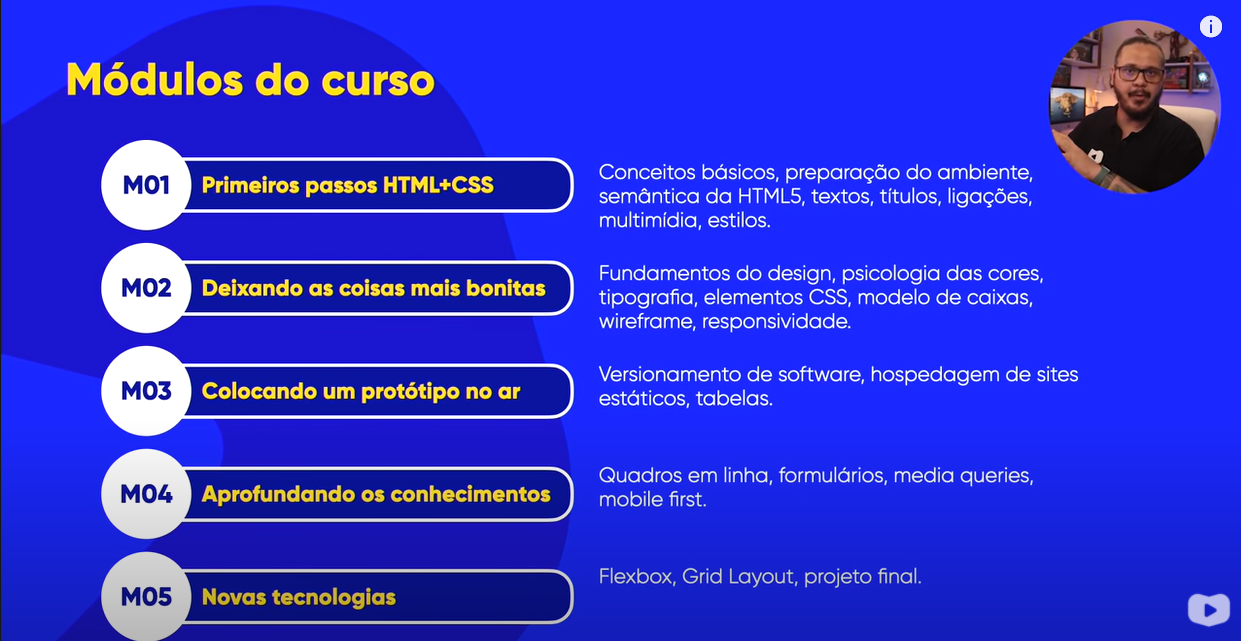 Módulos do curso
M01
Primeiros passos HTML+CSS
Conceitos básicos, preparação do ambiente,
semântica da HTML5, textos, títulos, ligações,
multimídia, estilos.
M02
Deixando as coisas mais bonitas
Fundamentos do design, psicologia das cores,
tipografia, elementos CSS, modelo de caixas,
wireframe, responsividade.
M03
Colocando um protótipo no ar
Versionamento de software, hospedagem de sites
estáticos, tabelas.
M04
Aprofundando os conhecimentos
Quadros em linha, formulários, media queries,
mobile first.
M05
Novas tecnologias
Flexbox, Grid Layout, projeto final.